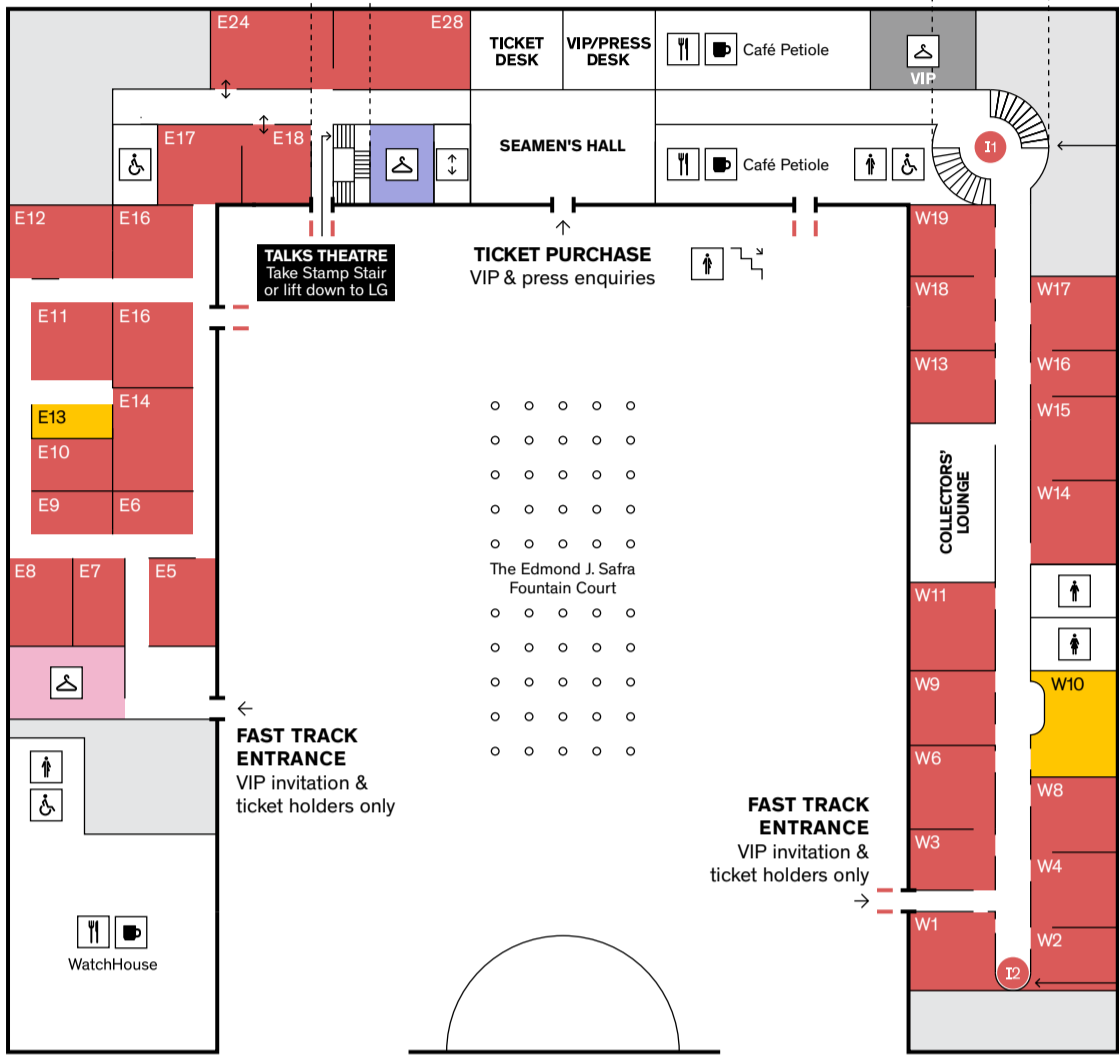 E24
E28
TICKET
DESK
VIP/PRESS
DESK
Café Petiole
VIP
E17
E18
SEAMEN'S HALL
Café Petiole
I1
E12
E16
W19
TALKS THEATRE
Take Stamp Stair
or lift down to LG
TICKET PURCHASE
VIP & press enquiries
W18
W17
E11
E16
W13
W16
E13
E14
W15
E10
COLLECTORS'
LOUNGE
W14
E9
E6
E8
E7
E5
The Edmond J. Safra
Fountain Court
W11
W9
W10
FAST TRACK
ENTRANCE
VIP invitation &
ticket holders only
W6
W8
FAST TRACK
ENTRANCE
VIP invitation &
ticket holders only
W3
W4
W1
W2
WatchHouse
I2